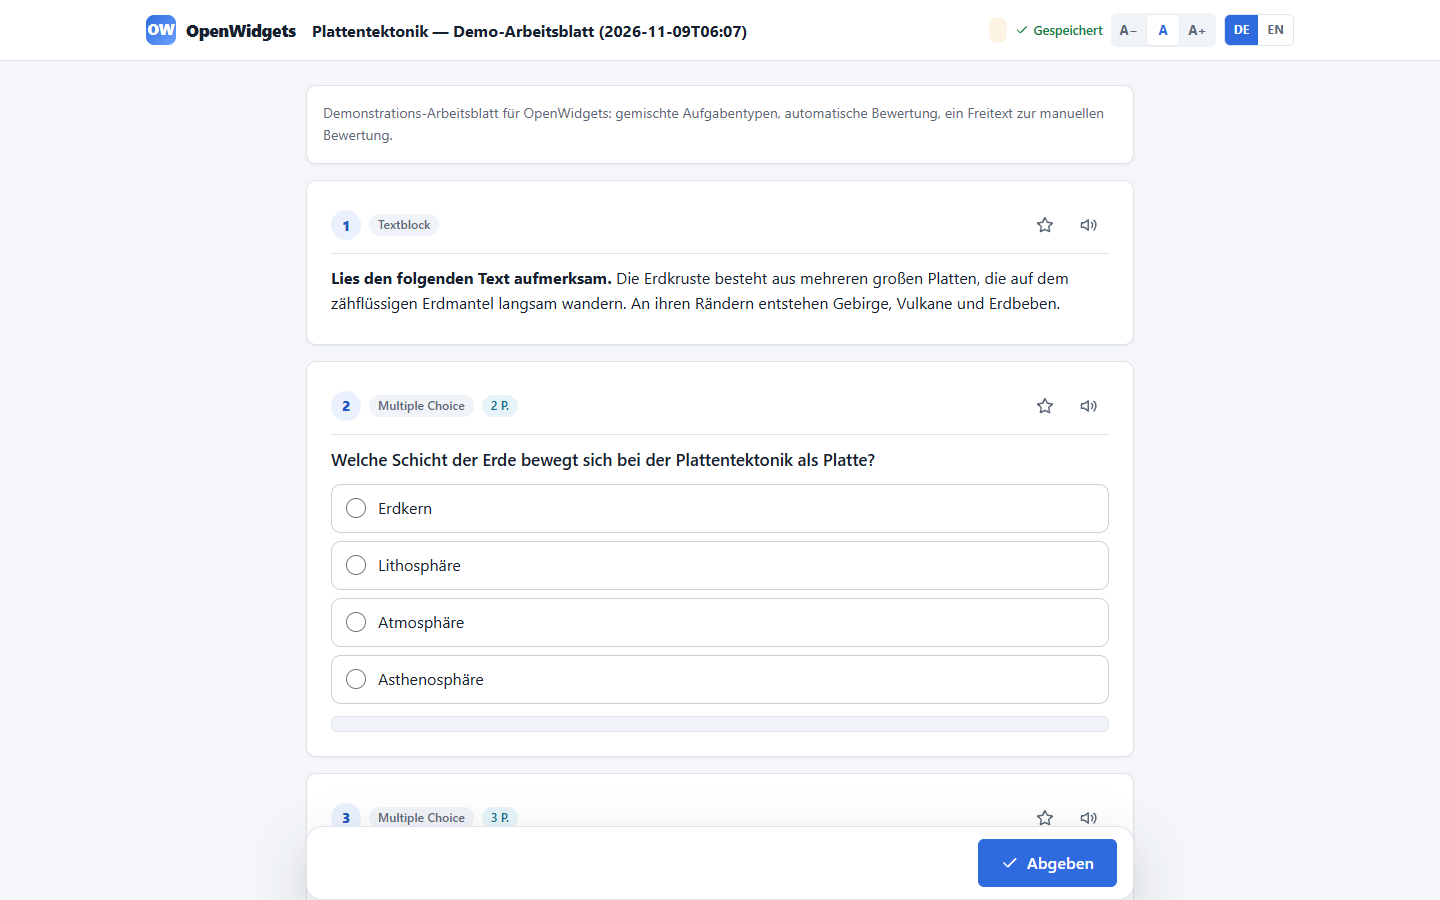 OW OpenWidgets Plattentektonik — Demo-Arbeitsblatt (2026-11-09T06:07) Gespeichert A− A A+ DE EN
Demonstrations-Arbeitsblatt für OpenWidgets: gemischte Aufgabentypen, automatische Bewertung, ein Freitext zur manuellen
Bewertung.
1 Textblock
Lies den folgenden Text aufmerksam. Die Erdkruste besteht aus mehreren großen Platten, die auf dem
zähflüssigen Erdmantel langsam wandern. An ihren Rändern entstehen Gebirge, Vulkane und Erdbeben.
2 Multiple Choice 2 P.
Welche Schicht der Erde bewegt sich bei der Plattentektonik als Platte?
Erdkern
Lithosphäre
Atmosphäre
Asthenosphäre
3 Multiple Choice 3 P.
Abgeben